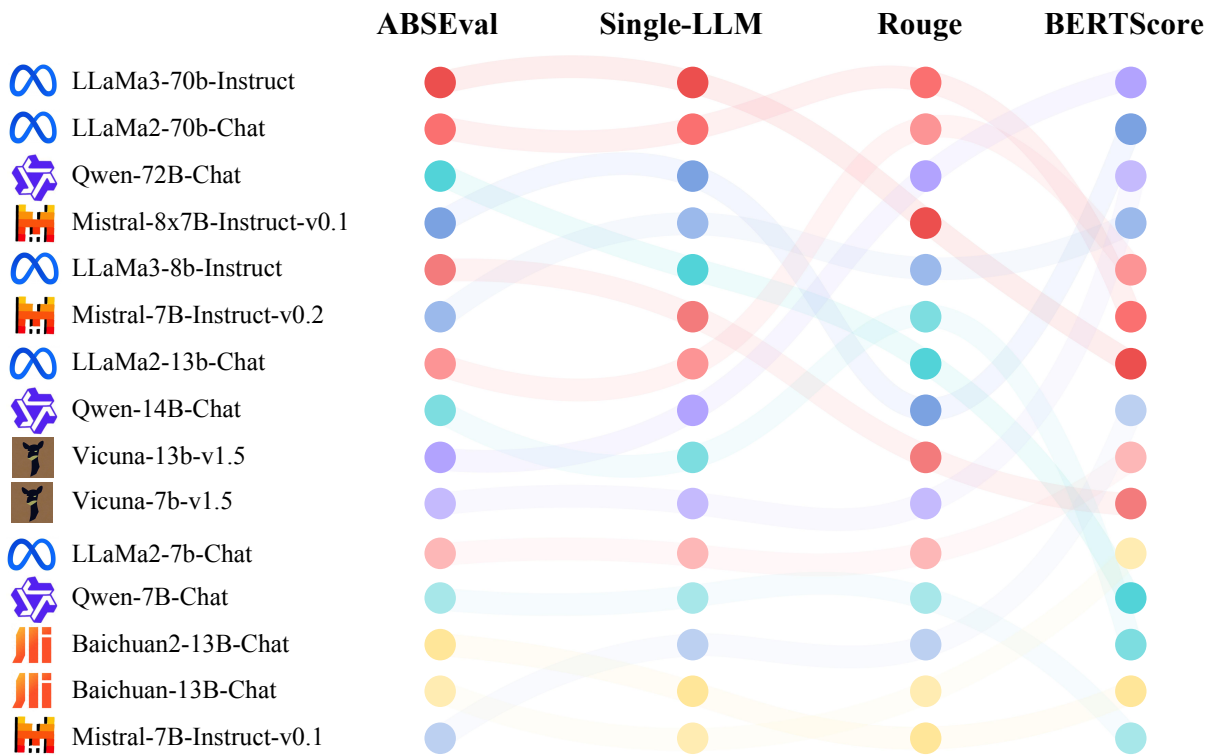 ABSEval Single-LLM Rouge BERTScore
LLaMa3-70b-Instruct
LLaMa2-70b-Chat
Qwen-72B-Chat
Mistral-8x7B-Instruct-v0.1
LLaMa3-8b-Instruct
Mistral-7B-Instruct-v0.2
LLaMa2-13b-Chat
Qwen-14B-Chat
Vicuna-13b-v1.5
Vicuna-7b-v1.5
LLaMa2-7b-Chat
Qwen-7B-Chat
Baichuan2-13B-Chat
Baichuan-13B-Chat
Mistral-7B-Instruct-v0.1